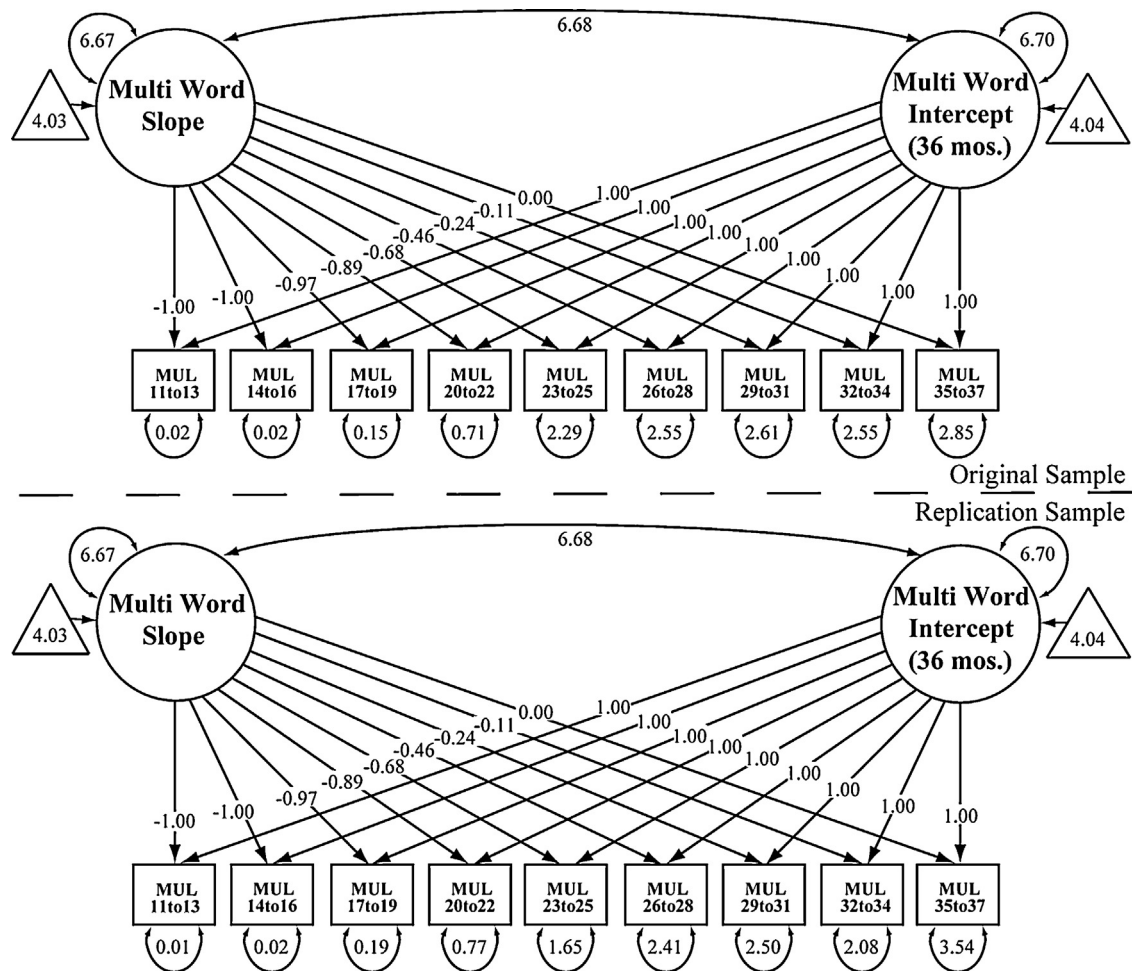 6.67
6.68
6.70
Multi Word
Slope
Multi Word
Intercept
(36 mos.)
4.03
4.04
-1.00
-1.00
-0.97
-0.89
-0.68
-0.46
-0.24
-0.11
0.00
1.00
1.00
1.00
1.00
1.00
1.00
1.00
1.00
1.00
MUL
11to13
MUL
14to16
MUL
17to19
MUL
20to22
MUL
23to25
MUL
26to28
MUL
29to31
MUL
32to34
MUL
35to37
0.02
0.02
0.15
0.71
2.29
2.55
2.61
2.55
2.85
Original Sample
Replication Sample
6.67
6.68
6.70
Multi Word
Slope
Multi Word
Intercept
(36 mos.)
4.03
4.04
-1.00
-1.00
-0.97
-0.89
-0.68
-0.46
-0.24
-0.11
0.00
1.00
1.00
1.00
1.00
1.00
1.00
1.00
1.00
1.00
MUL
11to13
MUL
14to16
MUL
17to19
MUL
20to22
MUL
23to25
MUL
26to28
MUL
29to31
MUL
32to34
MUL
35to37
0.01
0.02
0.19
0.77
1.65
2.41
2.50
2.08
3.54